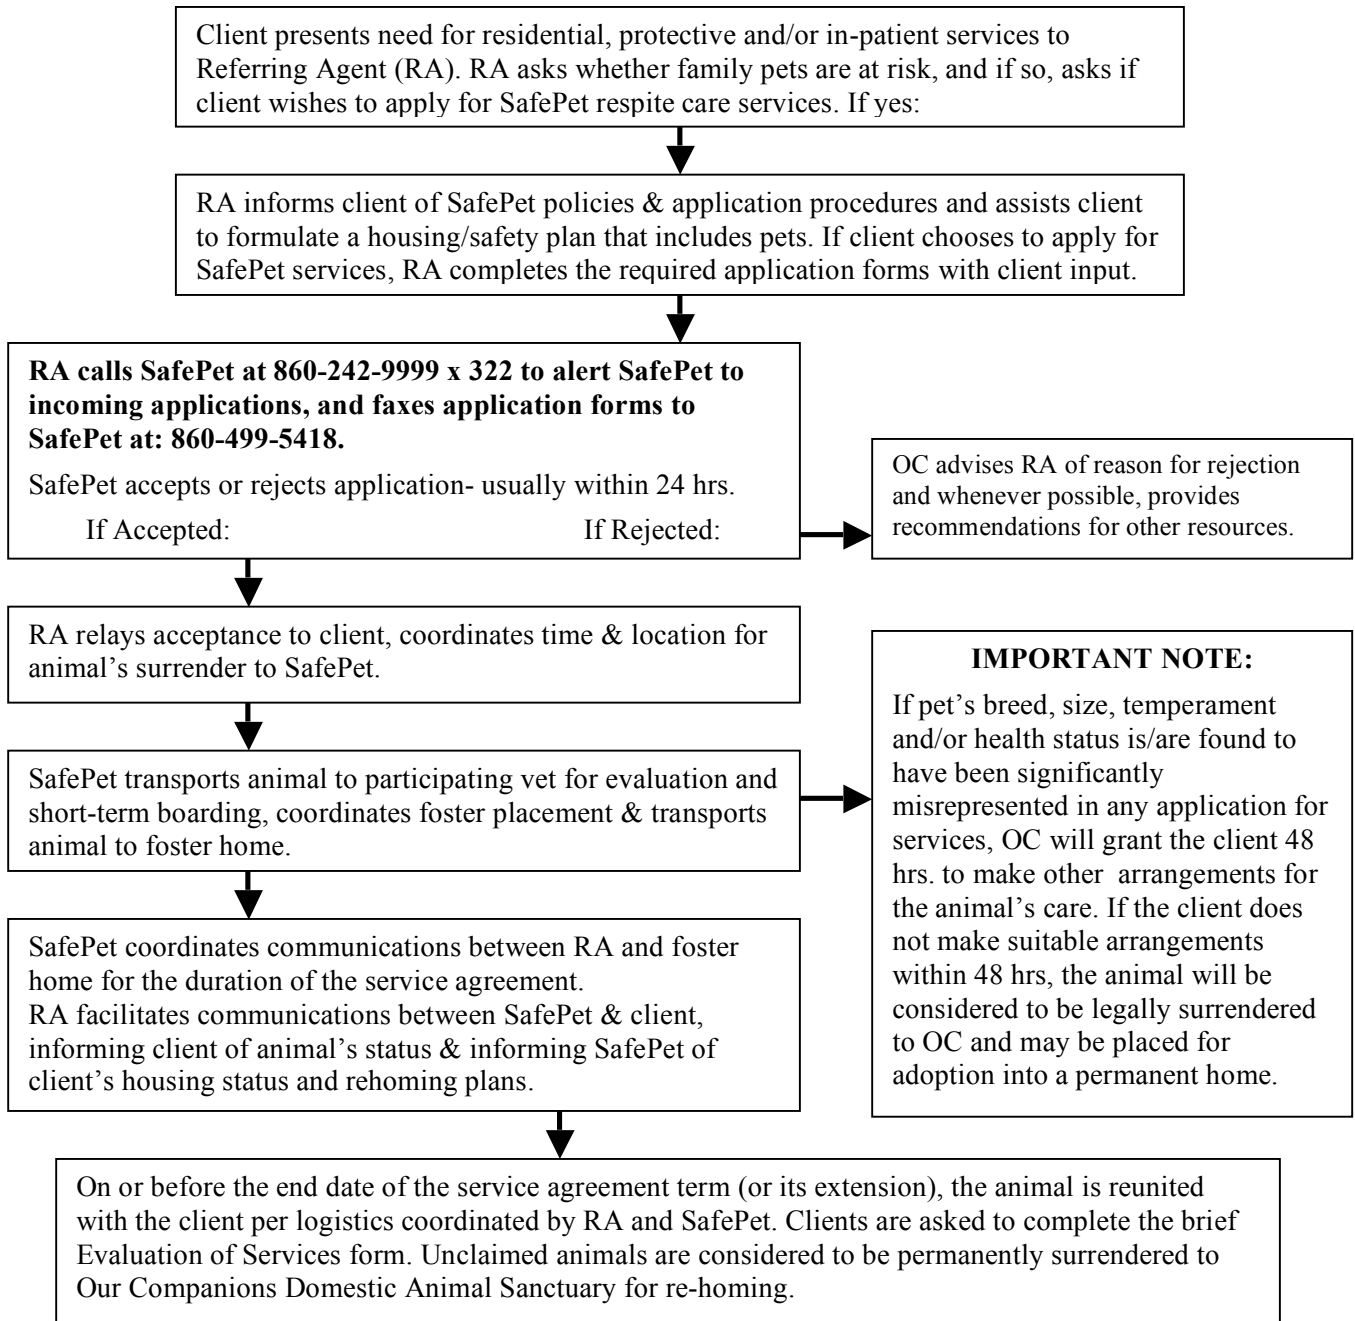 Client presents need for residential, protective and/or in-patient services to
Referring Agent (RA). RA asks whether family pets are at risk, and if so, asks if
client wishes to apply for SafePet respite care services. If yes:
RA informs client of SafePet policies & application procedures and assists client
to formulate a housing/safety plan that includes pets. If client chooses to apply for
SafePet services, RA completes the required application forms with client input.
RA calls SafePet at 860-242-9999 x 322 to alert SafePet to
incoming applications, and faxes application forms to
SafePet at: 860-499-5418.
SafePet accepts or rejects application- usually within 24 hrs.
If Accepted: If Rejected:
OC advises RA of reason for rejection
and whenever possible, provides
recommendations for other resources.
RA relays acceptance to client, coordinates time & location for
animal’s surrender to SafePet.
SafePet transports animal to participating vet for evaluation and
short-term boarding, coordinates foster placement & transports
animal to foster home.
IMPORTANT NOTE:
If pet’s breed, size, temperament
and/or health status is/are found to
have been significantly
misrepresented in any application for
services, OC will grant the client 48
hrs. to make other arrangements for
the animal’s care. If the client does
not make suitable arrangements
within 48 hrs, the animal will be
considered to be legally surrendered
to OC and may be placed for
adoption into a permanent home.
SafePet coordinates communications between RA and foster
home for the duration of the service agreement.
RA facilitates communications between SafePet & client,
informing client of animal’s status & informing SafePet of
client’s housing status and rehoming plans.
On or before the end date of the service agreement term (or its extension), the animal is reunited
with the client per logistics coordinated by RA and SafePet. Clients are asked to complete the brief
Evaluation of Services form. Unclaimed animals are considered to be permanently surrendered to
Our Companions Domestic Animal Sanctuary for re-homing.